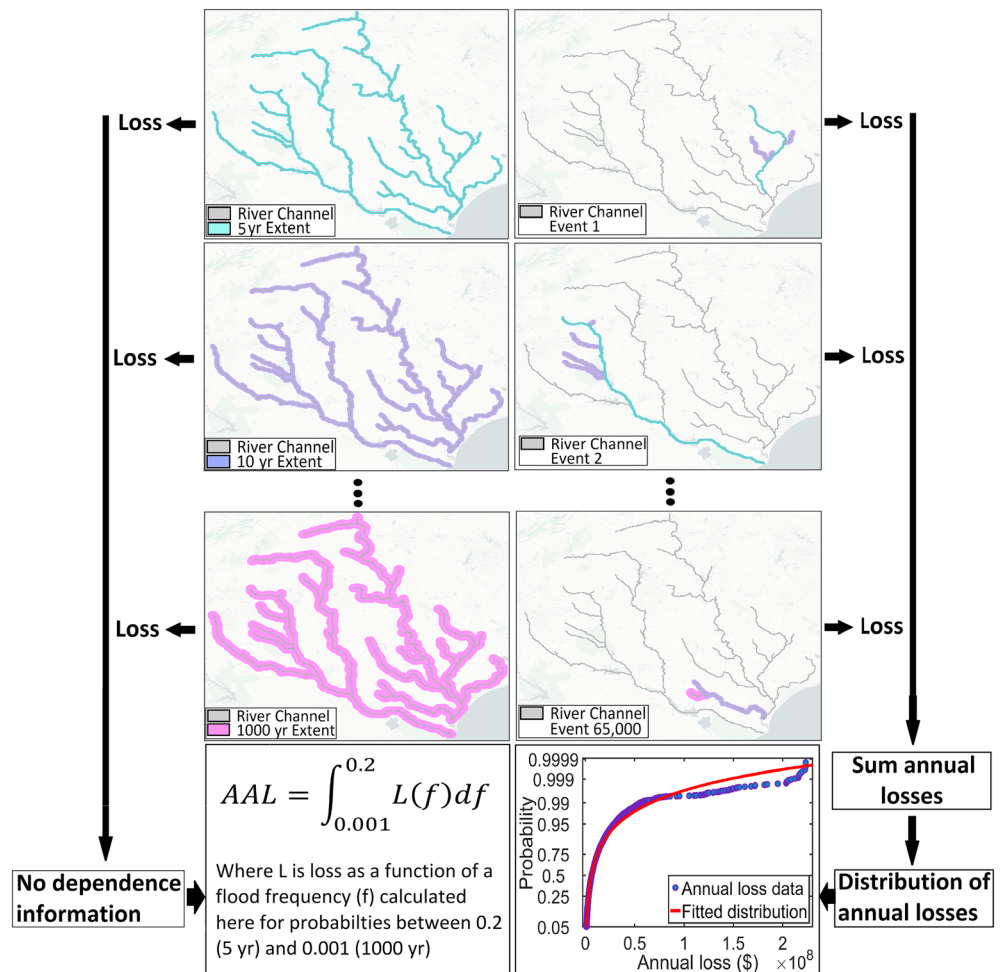 Loss
River Channel
5 yr Extent
River Channel
Event 1
Loss
Loss
River Channel
10 yr Extent
River Channel
Event 2
Loss
Loss
River Channel
1000 yr Extent
River Channel
Event 65,000
Loss
AAL = ∫ L(f)df
0.2
0.001
Where L is loss as a function of a
flood frequency (f) calculated
here for probabilties between 0.2
(5 yr) and 0.001 (1000 yr)
No dependence
information
Probability
0.9999
0.999
0.99
0.95
0.75
0.5
0.25
0.05
Annual loss data
Fitted distribution
0 0.5 1 1.5 2
Annual loss ($) ×10⁸
Sum annual
losses
Distribution of
annual losses